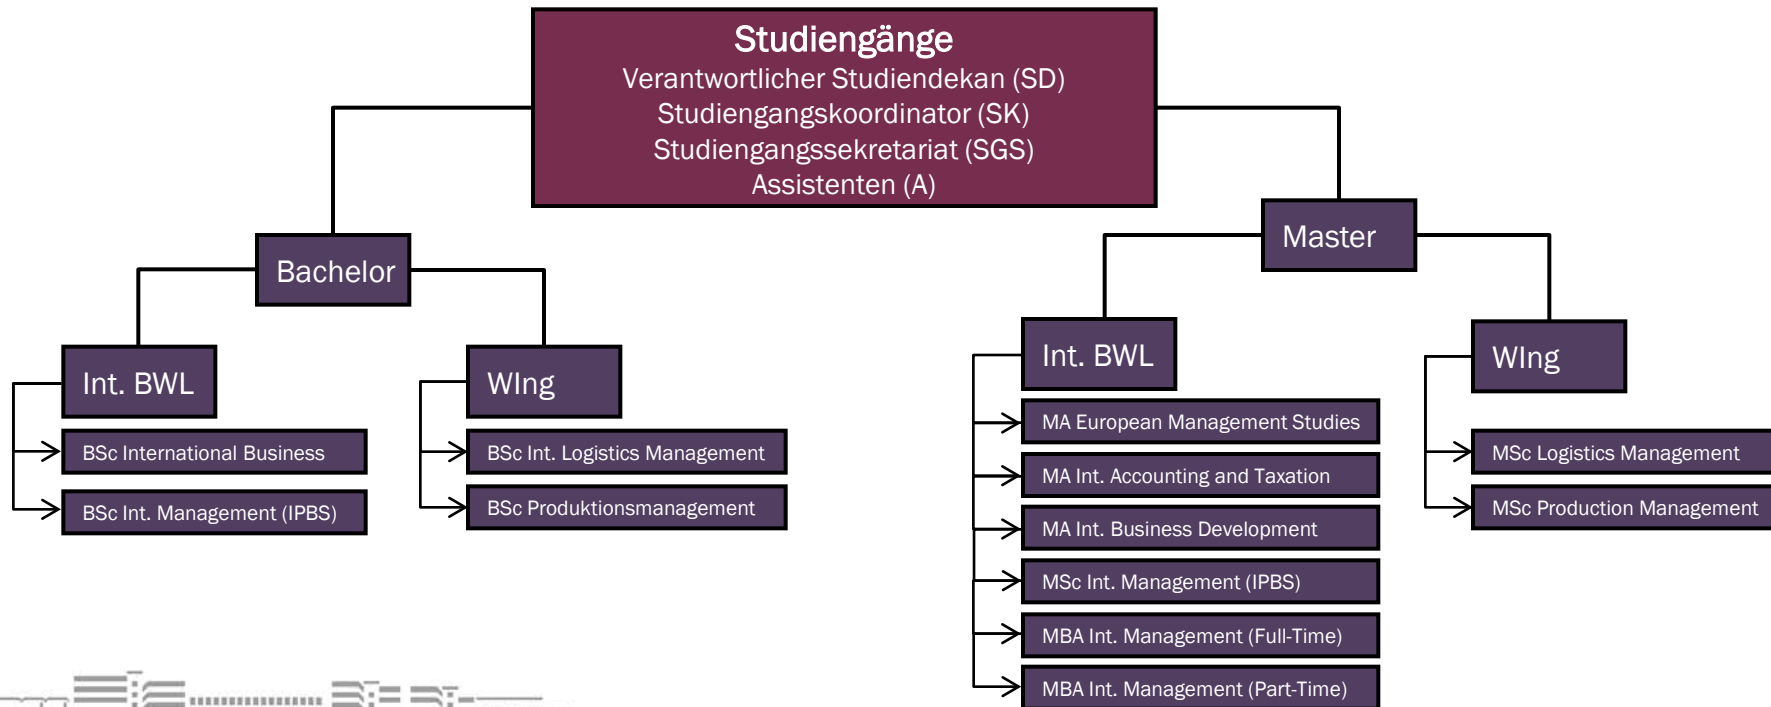 Studiengänge
Verantwortlicher Studiendekan (SD)
Studiengangskoordinator (SK)
Studiengangssekretariat (SGS)
Assistenten (A)
Bachelor
Master
Int. BWL
WIng
Int. BWL
WIng
BSc International Business
BSc Int. Management (IPBS)
BSc Int. Logistics Management
BSc Produktionsmanagement
MA European Management Studies
MA Int. Accounting and Taxation
MA Int. Business Development
MSc Int. Management (IPBS)
MBA Int. Management (Full-Time)
MBA Int. Management (Part-Time)
MSc Logistics Management
MSc Production Management